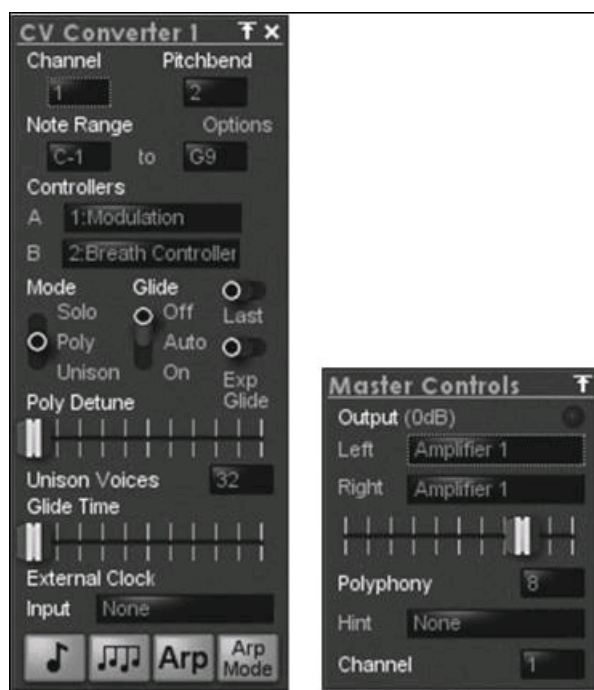 CV Converter 1
Channel Pitchbend
1 2
Note Range Options
C-1 to G9
Controllers
A 1:Modulation
B 2:Breath Controller
Mode Glide
Solo Off Last
Poly Auto
Unison On Exp Glide
Poly Detune
Unison Voices 32
Glide Time
External Clock
Input None
Arp Arp Mode
Master Controls
Output (0dB)
Left Amplifier 1
Right Amplifier 1
Polyphony 8
Hint None
Channel 1